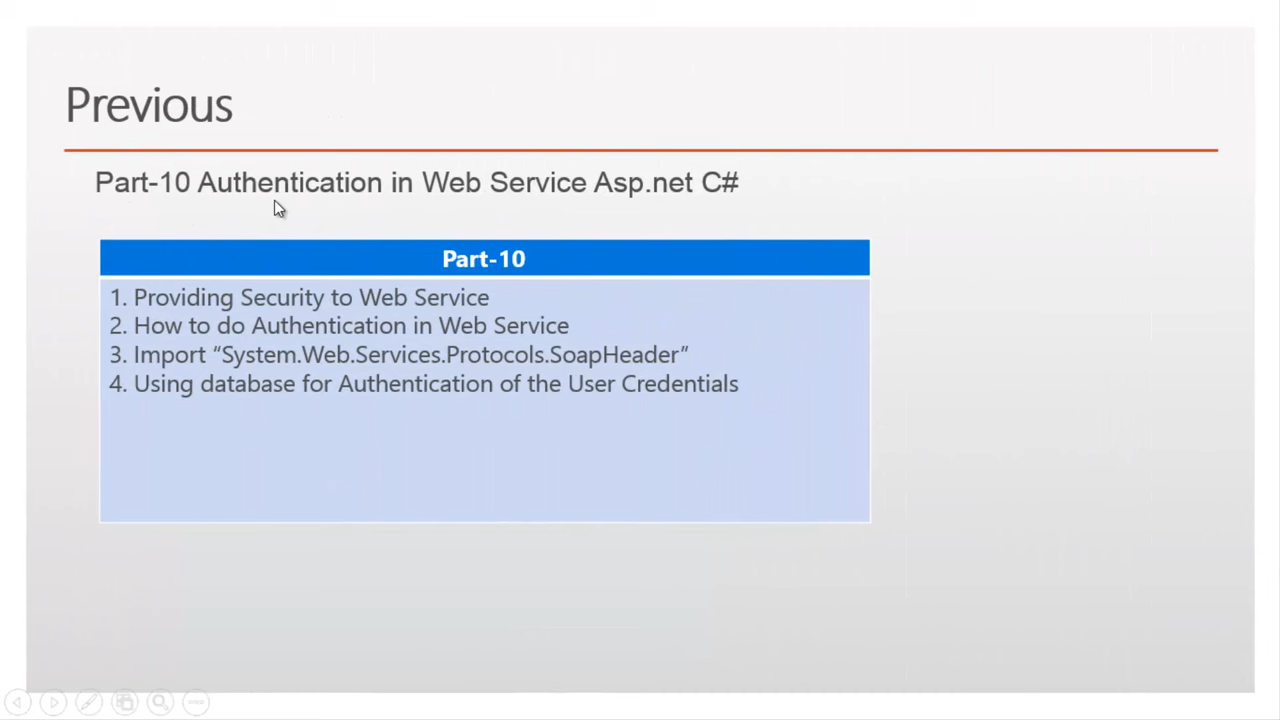 Previous
Part-10 Authentication in Web Service Asp.net C#
Part-10
1. Providing Security to Web Service
2. How to do Authentication in Web Service
3. Import “System.Web.Services.Protocols.SoapHeader”
4. Using database for Authentication of the User Credentials